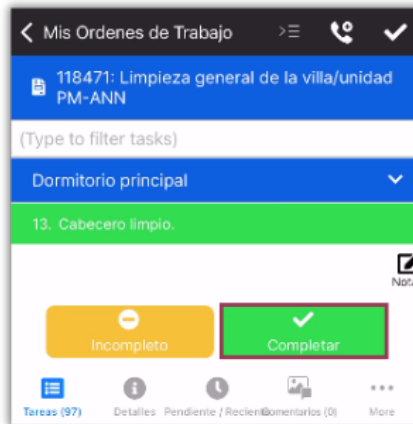 Mis Ordenes de Trabajo
118471: Limpieza general de la villa/unidad
PM-ANN
(Type to filter tasks)
Dormitorio principal
13. Cabecero limpio.
Incompleto
Completar
Tareas (97) Detalles Pendiente / Reciente (0) More